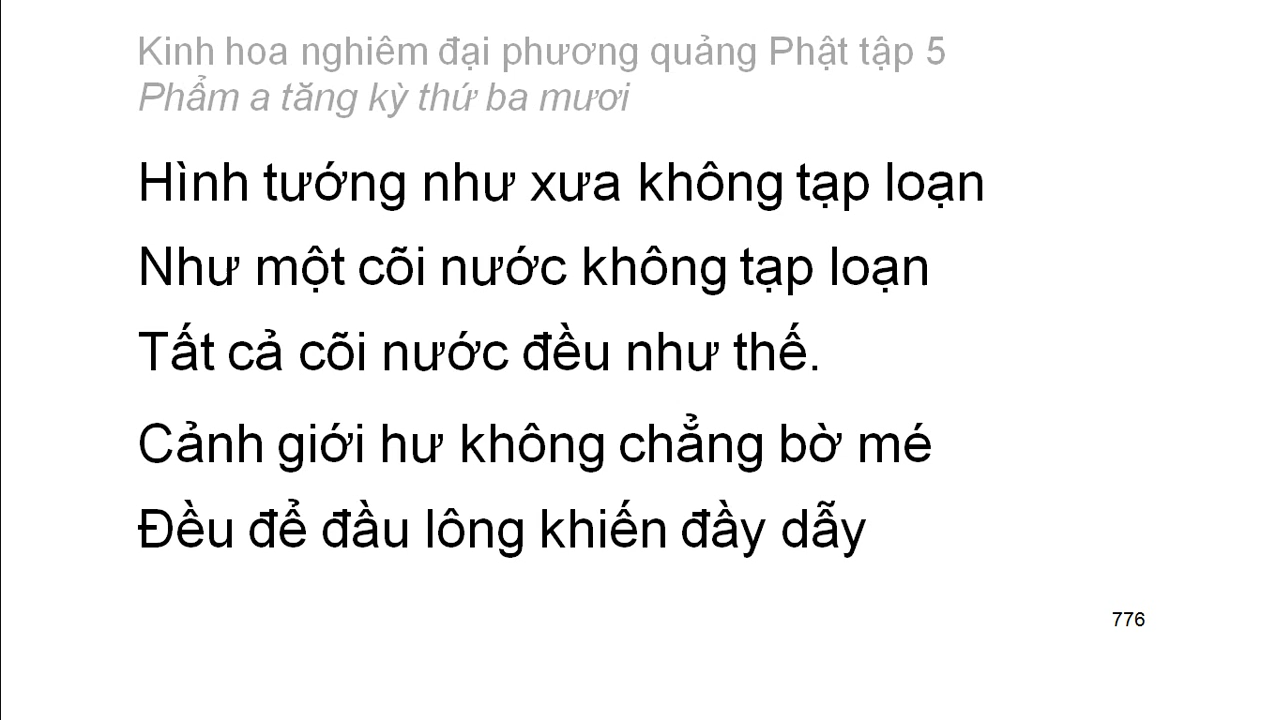 Kinh hoa nghiêm đại phương quảng Phật tập 5
Phẩm a tăng kỳ thứ ba mươi
Hình tướng như xưa không tạp loạn
Như một cõi nước không tạp loạn
Tất cả cõi nước đều như thế.
Cảnh giới hư không chẳng bờ mé
Đều để đầu lông khiến đầy dẫy
776